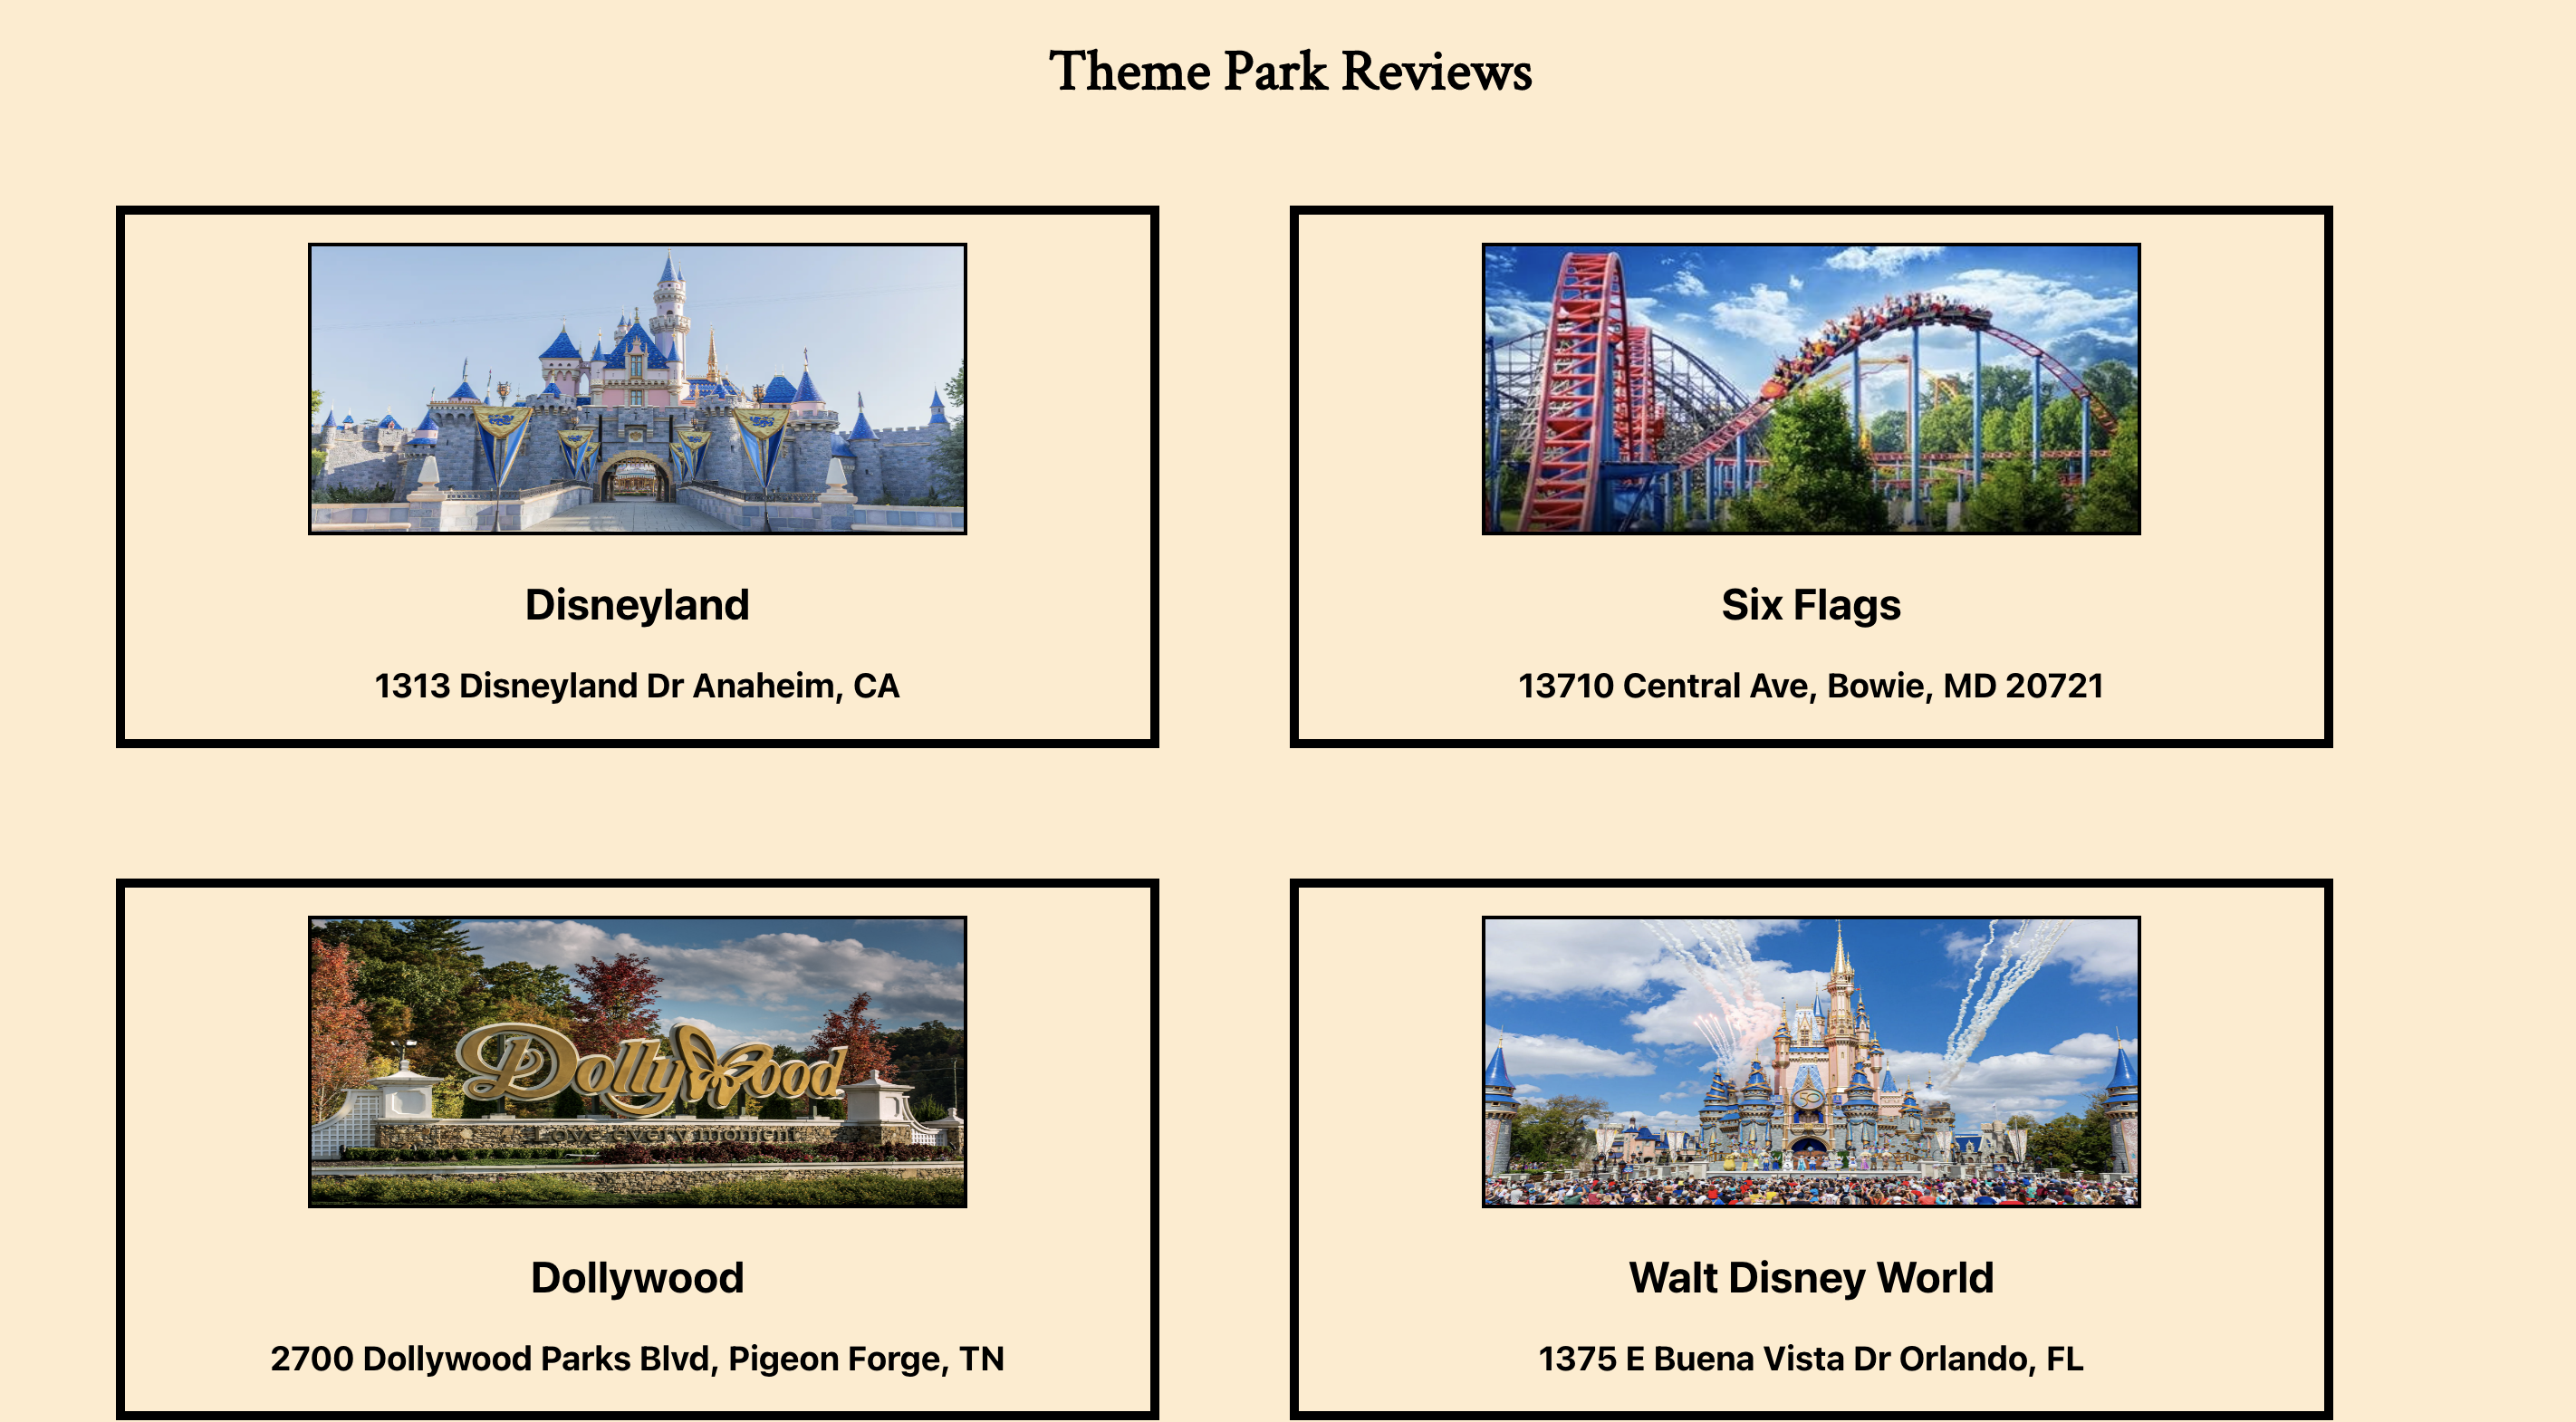 Theme Park Reviews
Disneyland
1313 Disneyland Dr Anaheim, CA
Six Flags
13710 Central Ave, Bowie, MD 20721
Dollywood
Love every moment
Dollywood
2700 Dollywood Parks Blvd, Pigeon Forge, TN
50
Walt Disney World
1375 E Buena Vista Dr Orlando, FL